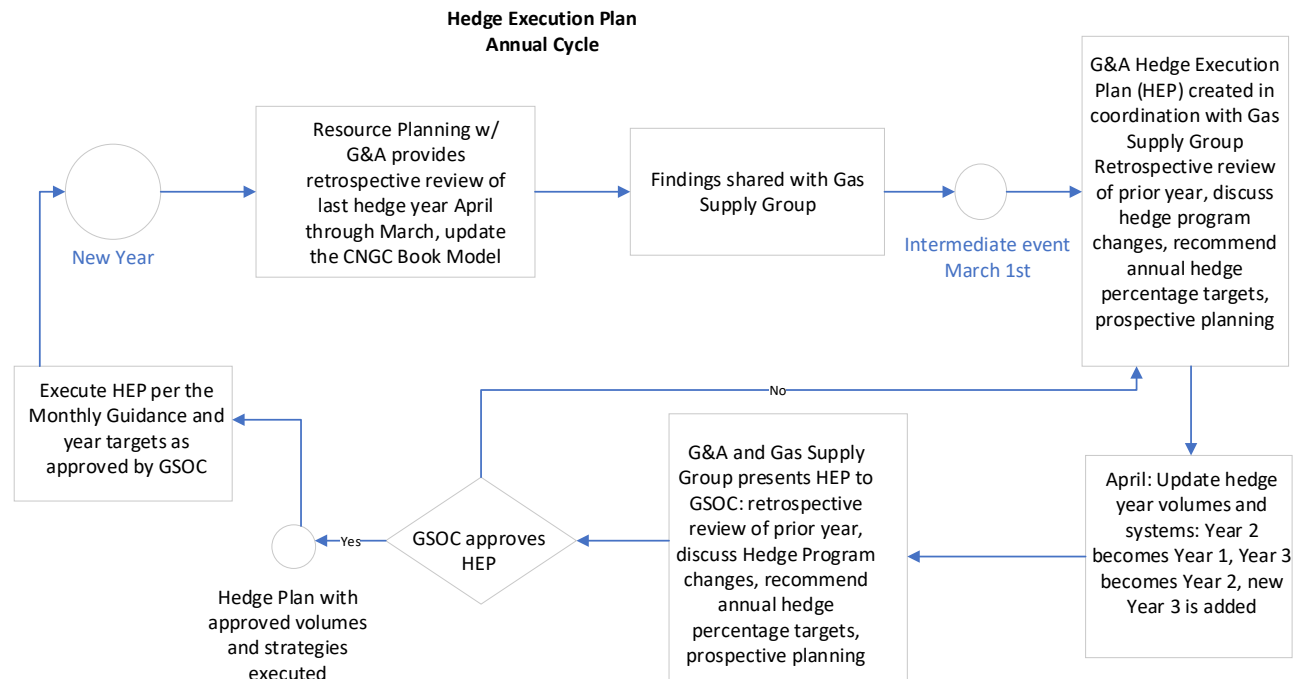 Hedge Execution Plan
Annual Cycle
New Year
Resource Planning w/
G&A provides
retrospective review of
last hedge year April
through March, update
the CNGC Book Model
Findings shared with Gas
Supply Group
Intermediate event
March 1st
G&A Hedge Execution
Plan (HEP) created in
coordination with Gas
Supply Group
Retrospective review
of prior year, discuss
hedge program
changes, recommend
annual hedge
percentage targets,
prospective planning
April: Update hedge
year volumes and
systems: Year 2
becomes Year 1, Year 3
becomes Year 2, new
Year 3 is added
G&A and Gas Supply
Group presents HEP to
GSOC: retrospective
review of prior year,
discuss Hedge Program
changes, recommend
annual hedge
percentage targets,
prospective planning
GSOC approves
HEP
No
Yes
Hedge Plan with
approved volumes
and strategies
executed
Execute HEP per the
Monthly Guidance and
year targets as
approved by GSOC